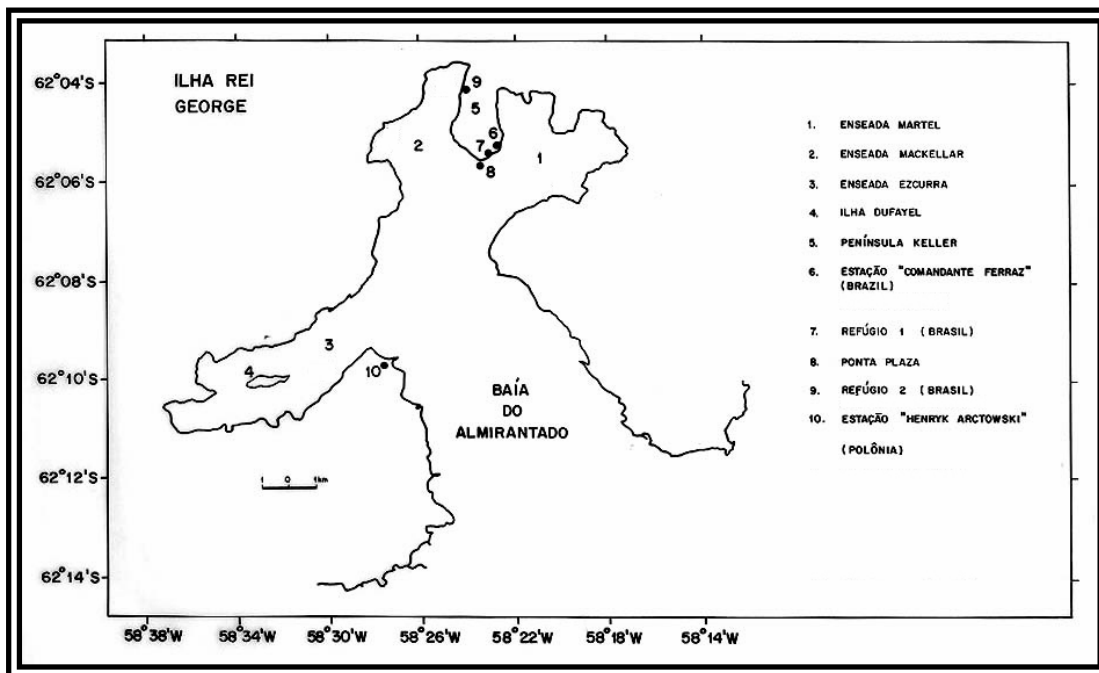 ILHA REI
GEORGE
62°04'S
62°06'S
62°08'S
62°10'S
62°12'S
62°14'S
58°38'W
58°34'W
58°30'W
58°26'W
58°22'W
58°18'W
58°14'W
9
5
2
6
7
1
8
3
4
10
BAÍA
DO
ALMIRANTADO
1 0 1km
1. ENSEADA MARTEL
2. ENSEADA MACKELLAR
3. ENSEADA EZCURRA
4. ILHA DUFAYEL
5. PENÍNSULA KELLER
6. ESTAÇÃO "COMANDANTE FERRAZ"
(BRAZIL)
7. REFÚGIO 1 (BRASIL)
8. PONTA PLAZA
9. REFÚGIO 2 (BRASIL)
10. ESTAÇÃO "HENRYK ARCTOWSKI"
(POLÔNIA)